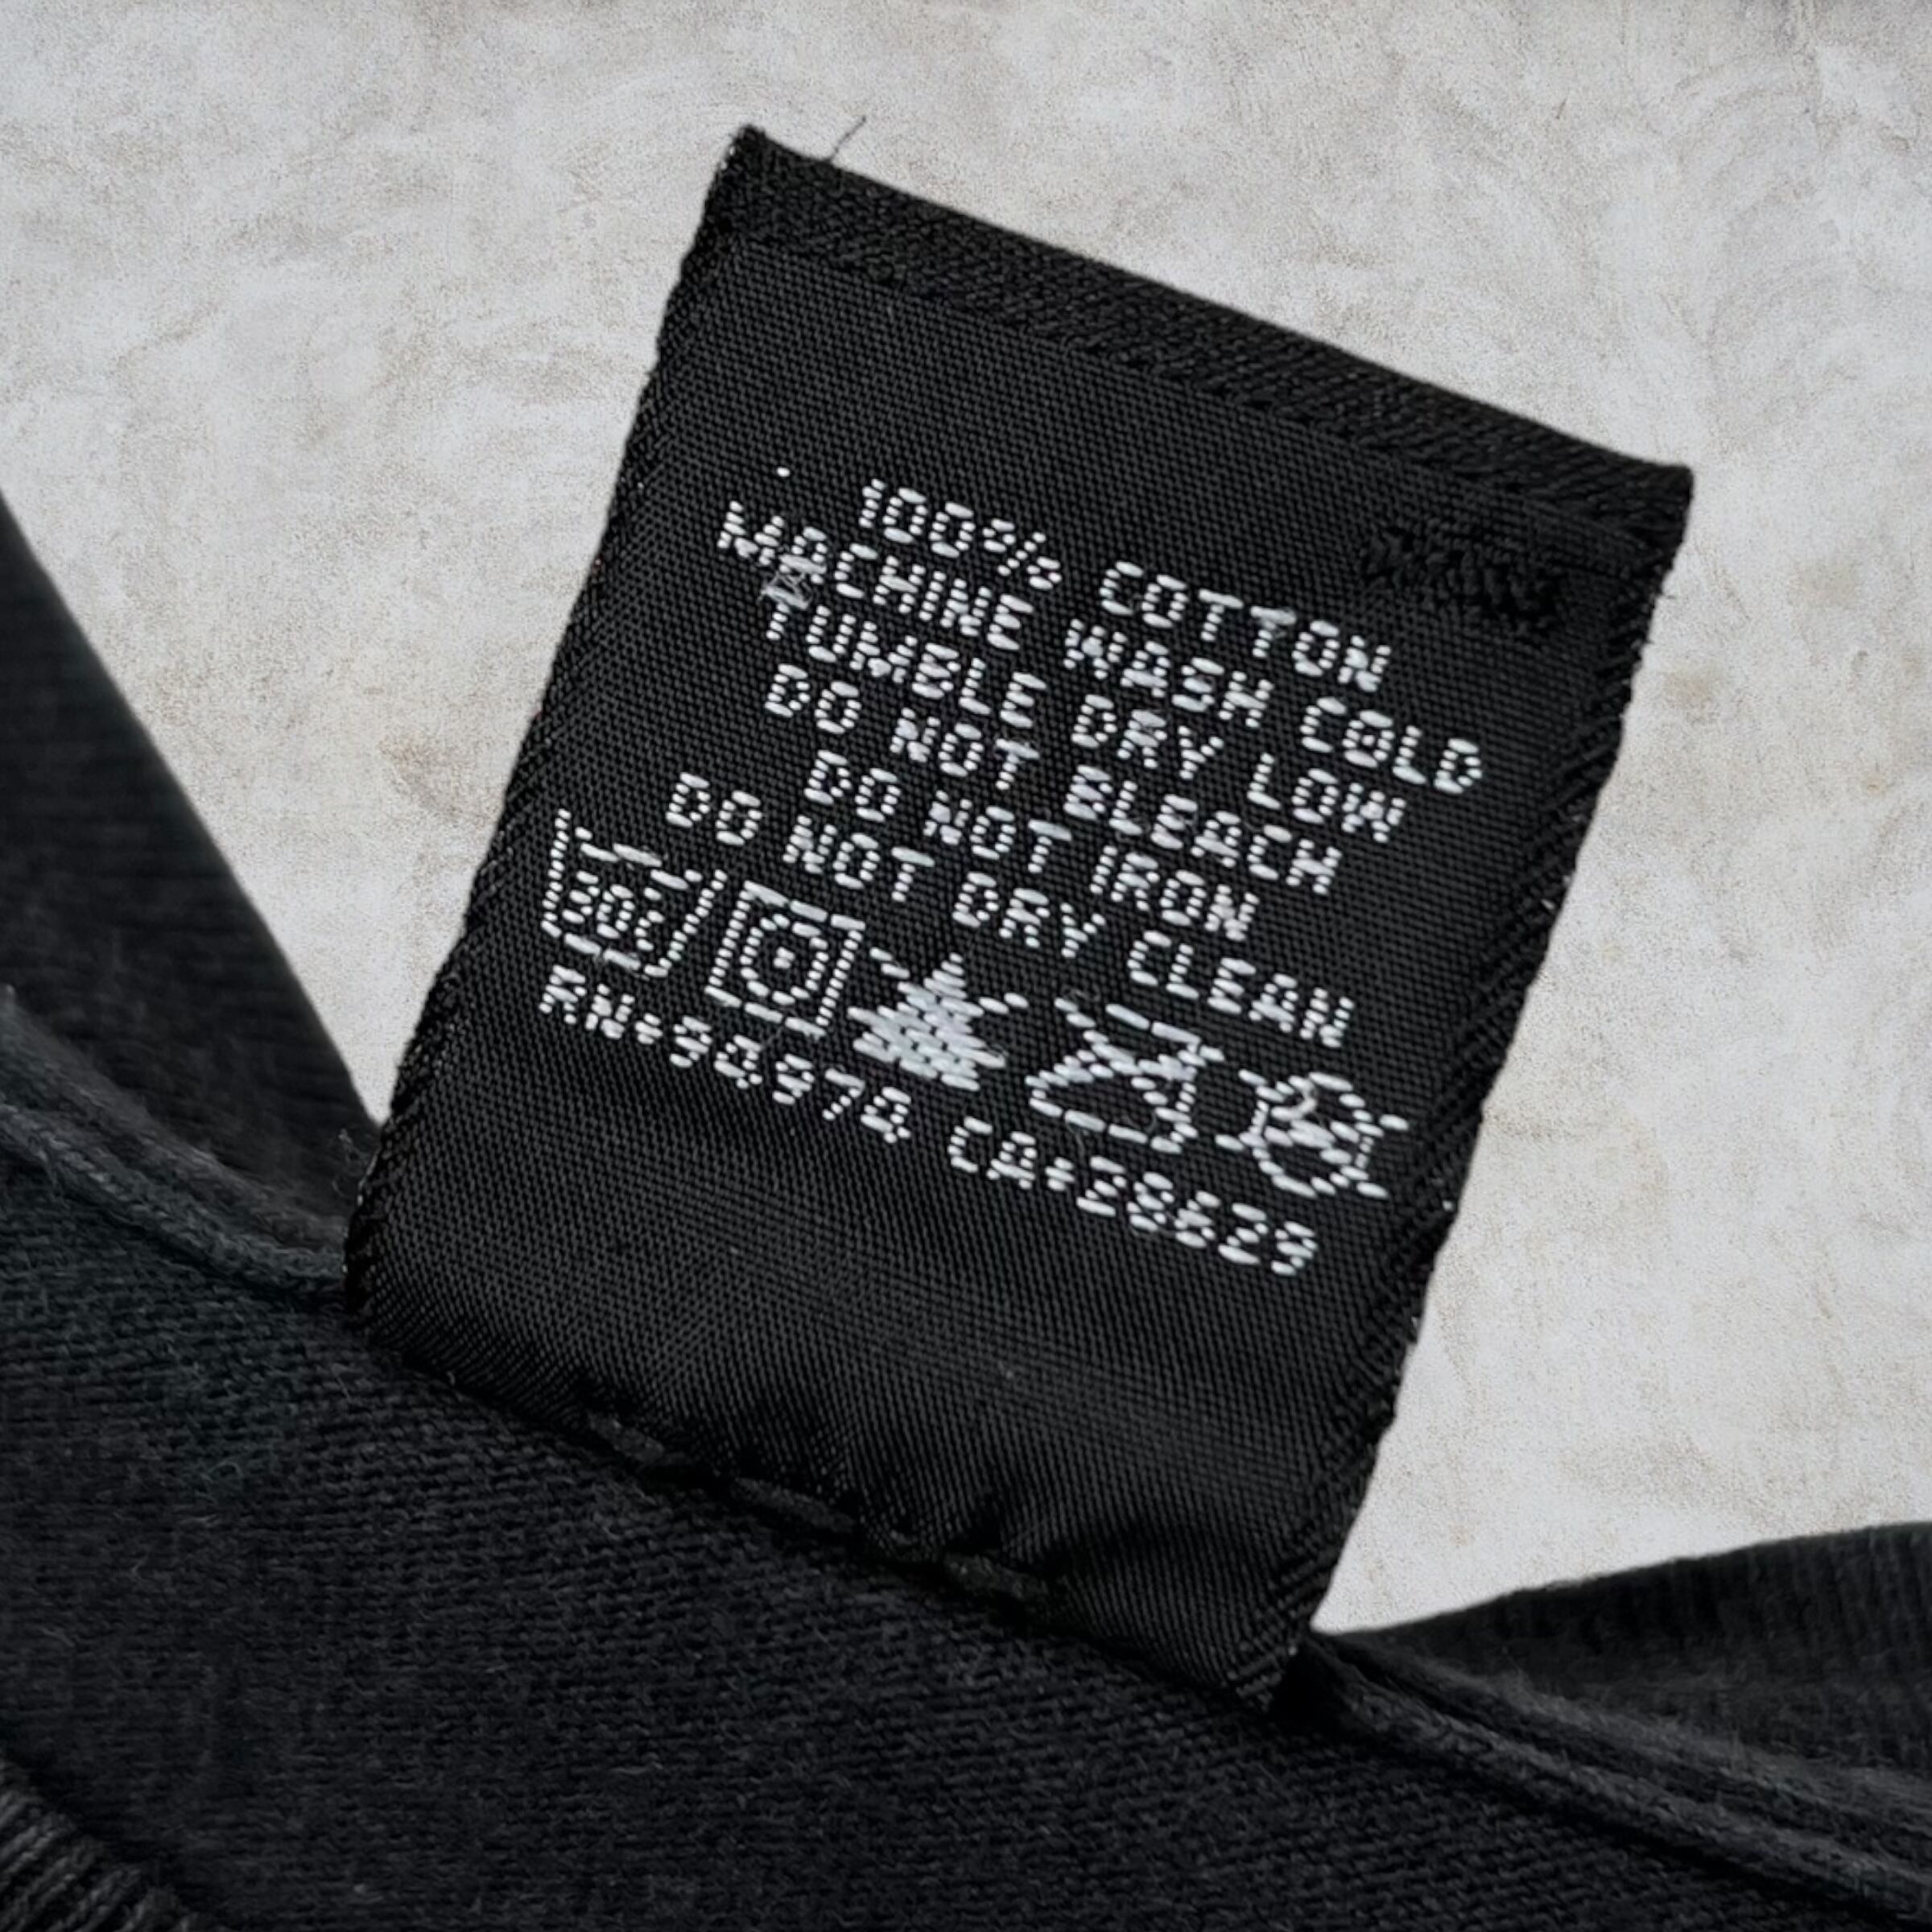 100% COTTON
MACHINE WASH COLD
TUMBLE DRY LOW
DO NOT BLEACH
DO NOT IRON
DO NOT DRY CLEAN
30C
RN+94974 CA+28629